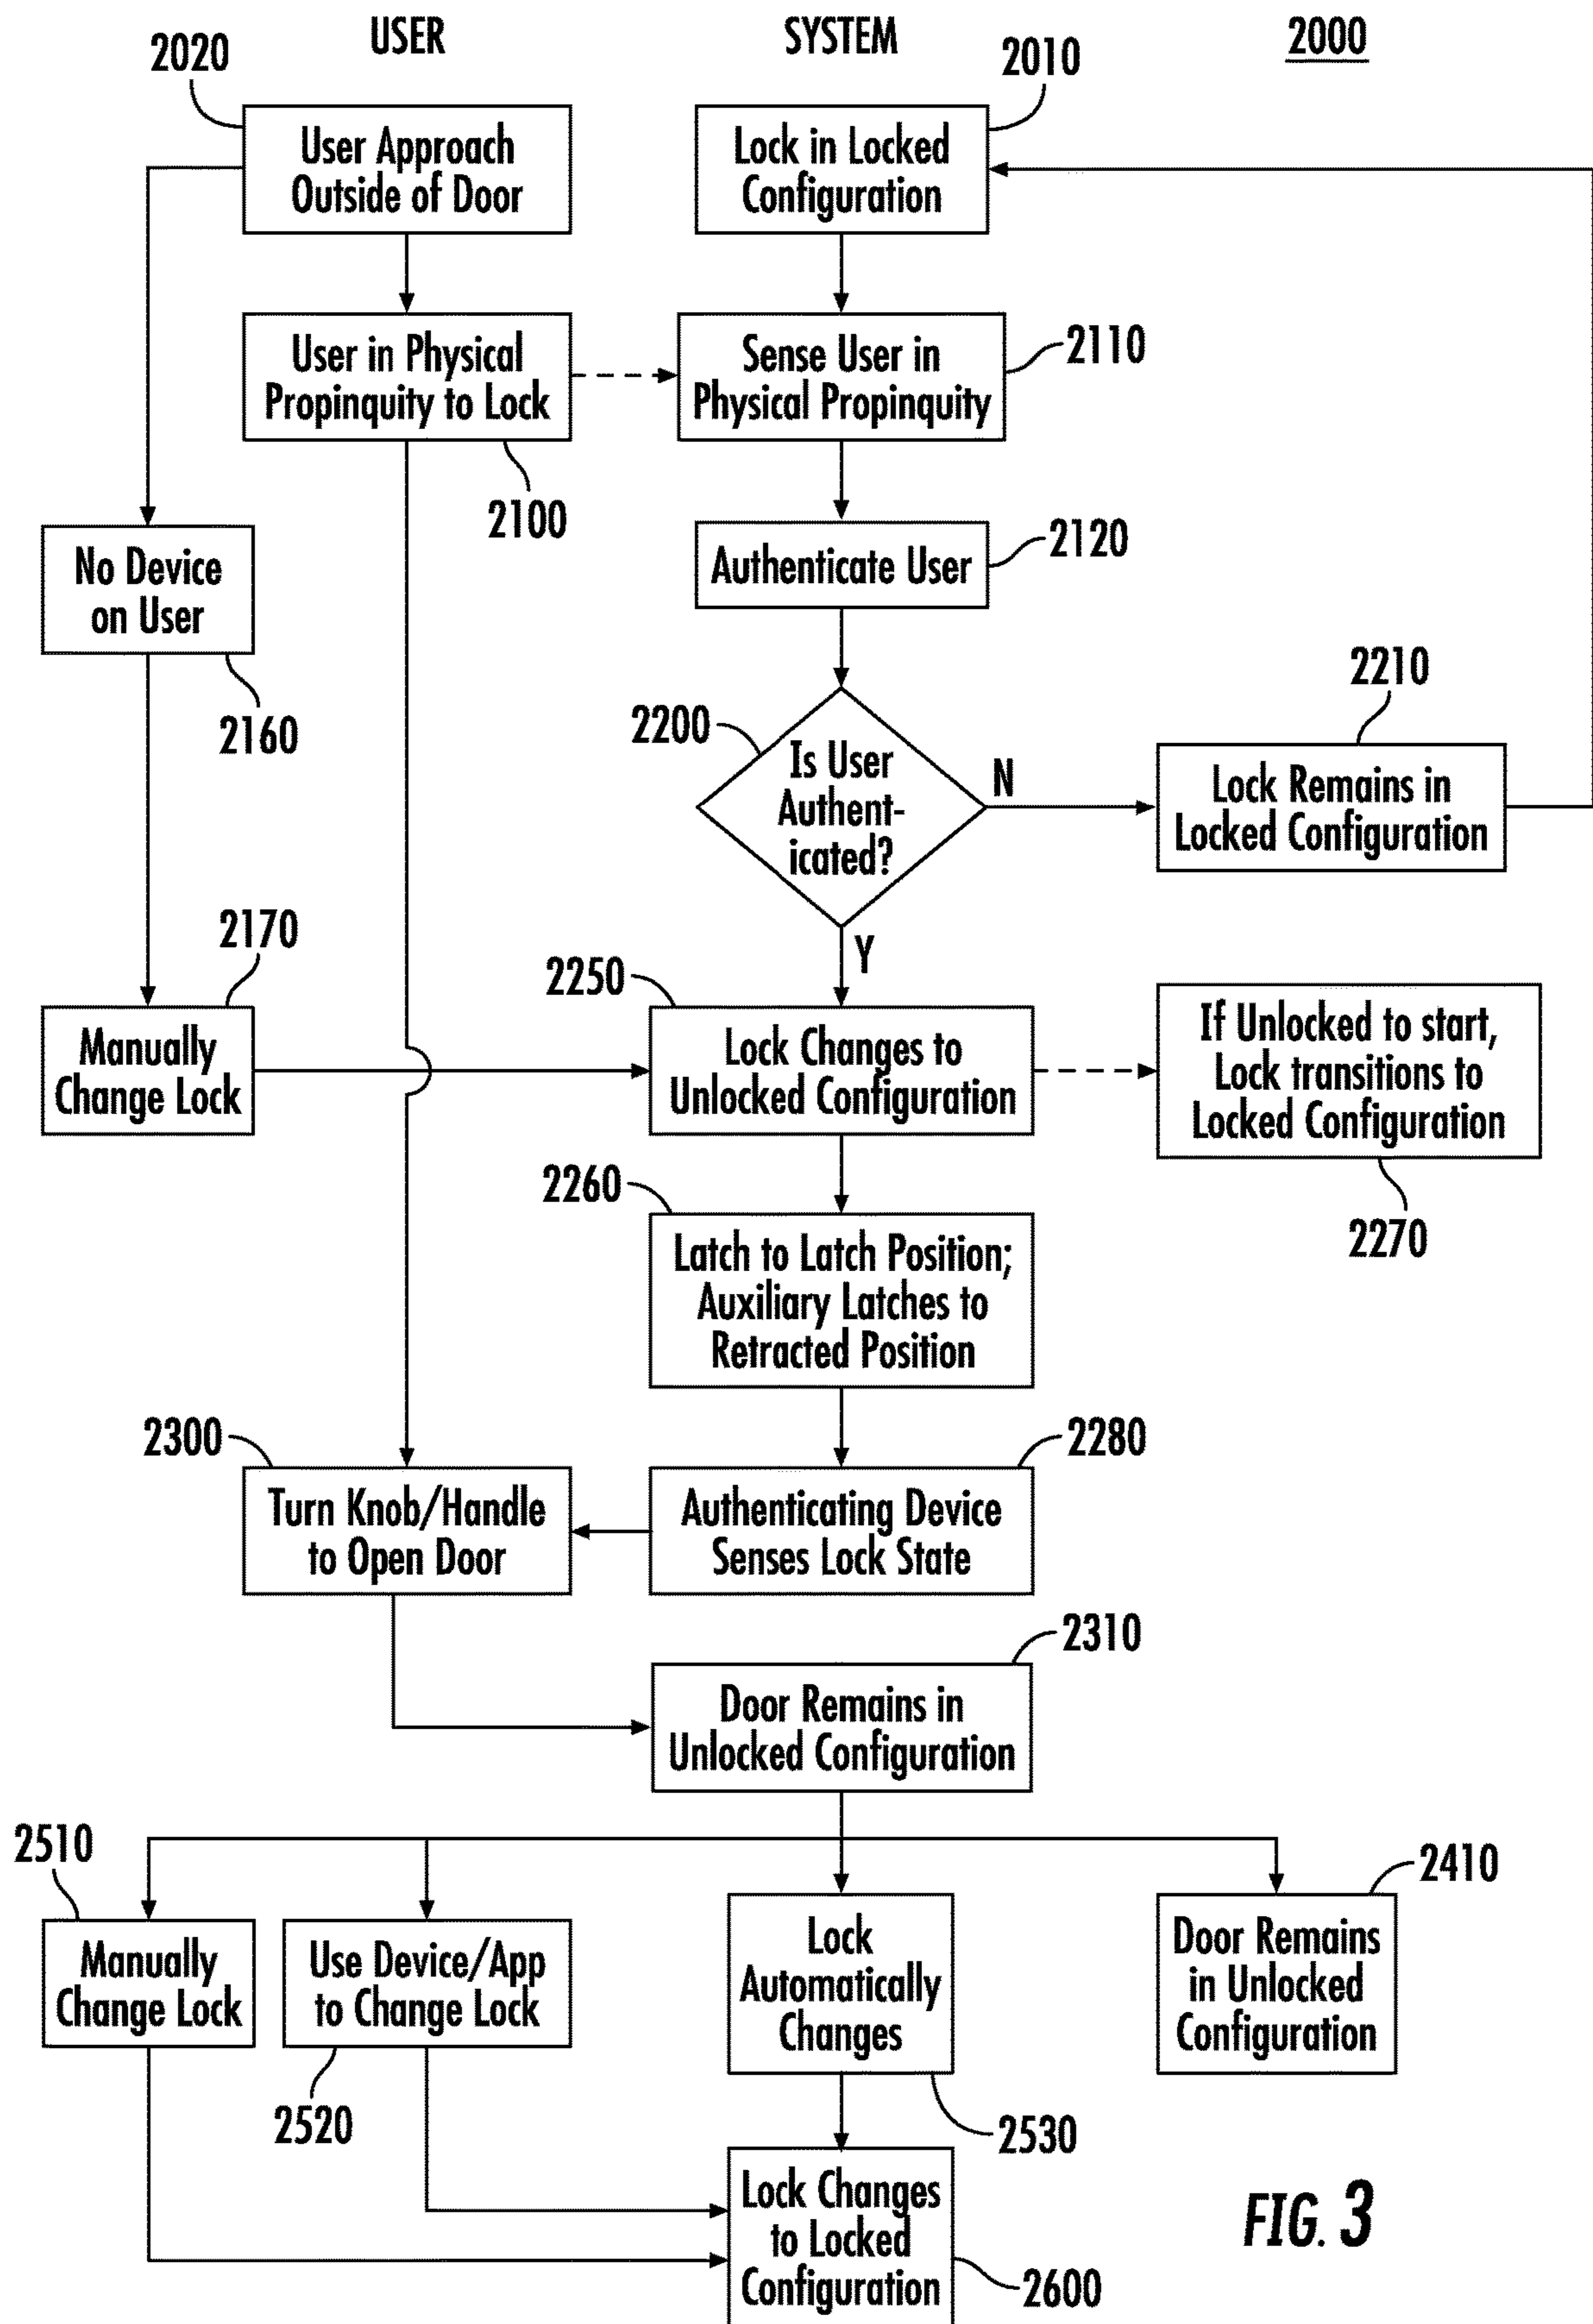 USER
SYSTEM
2000
2020
2010
User Approach
Outside of Door
Lock in Locked
Configuration
User in Physical
Propinquity to Lock
Sense User in
Physical Propinquity
2110
2100
No Device
on User
2160
Authenticate User
2120
2200
Is User
Authent-
icated?
N
Y
2210
Lock Remains in
Locked Configuration
2170
Manually
Change Lock
2250
Lock Changes to
Unlocked Configuration
If Unlocked to start,
Lock transitions to
Locked Configuration
2270
2260
Latch to Latch Position;
Auxiliary Latches to
Retracted Position
2300
Turn Knob/Handle
to Open Door
2280
Authenticating Device
Senses Lock State
2310
Door Remains in
Unlocked Configuration
2510
Manually
Change Lock
Use Device/App
to Change Lock
2520
Lock
Automatically
Changes
2530
2410
Door Remains
in Unlocked
Configuration
Lock Changes
to Locked
Configuration
2600
FIG. 3